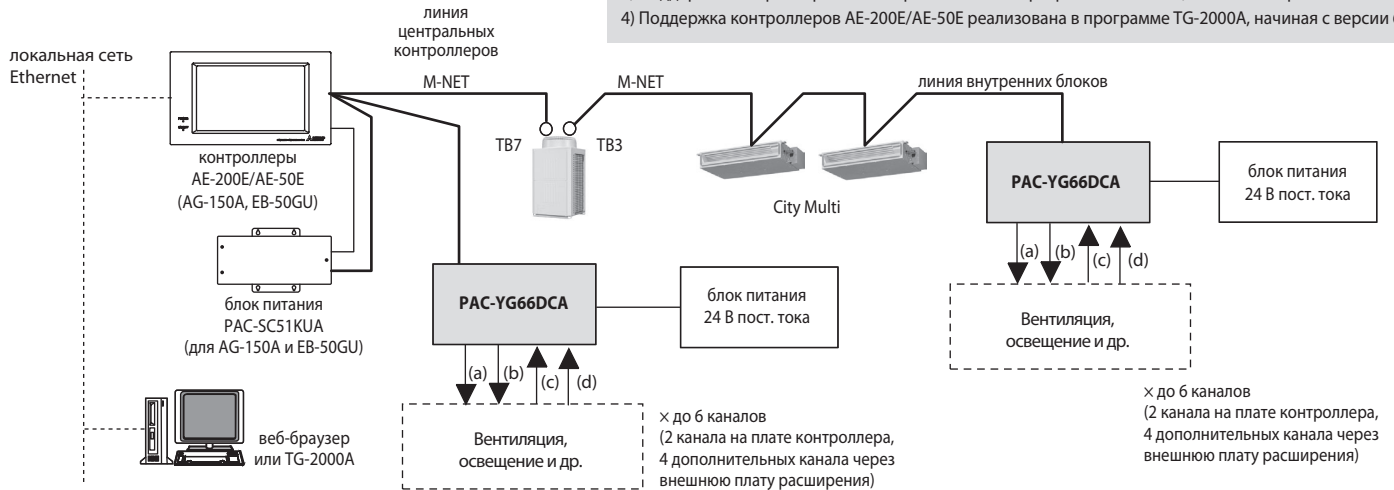 4) Поддержка контроллеров AE-200E/AE-50E реализована в программе TG-2000A, начиная с версии
линия
центральных
контроллеров
локальная сеть
Ethernet
M-NET
M-NET
линия внутренних блоков
TB7
TB3
контроллеры
AE-200E/AE-50E
(AG-150A, EB-50GU)
City Multi
PAC-YG66DCA
блок питания
24 В пост. тока
(a)
(b)
(c)
(d)
блок питания
PAC-SC51KUA
(для AG-150A и EB-50GU)
PAC-YG66DCA
блок питания
24 В пост. тока
Вентиляция,
освещение и др.
(a)
(b)
(c)
(d)
× до 6 каналов
(2 канала на плате контроллера,
4 дополнительных канала через
внешнюю плату расширения)
веб-браузер
или TG-2000A
Вентиляция,
освещение и др.
× до 6 каналов
(2 канала на плате контроллера,
4 дополнительных канала через
внешнюю плату расширения)